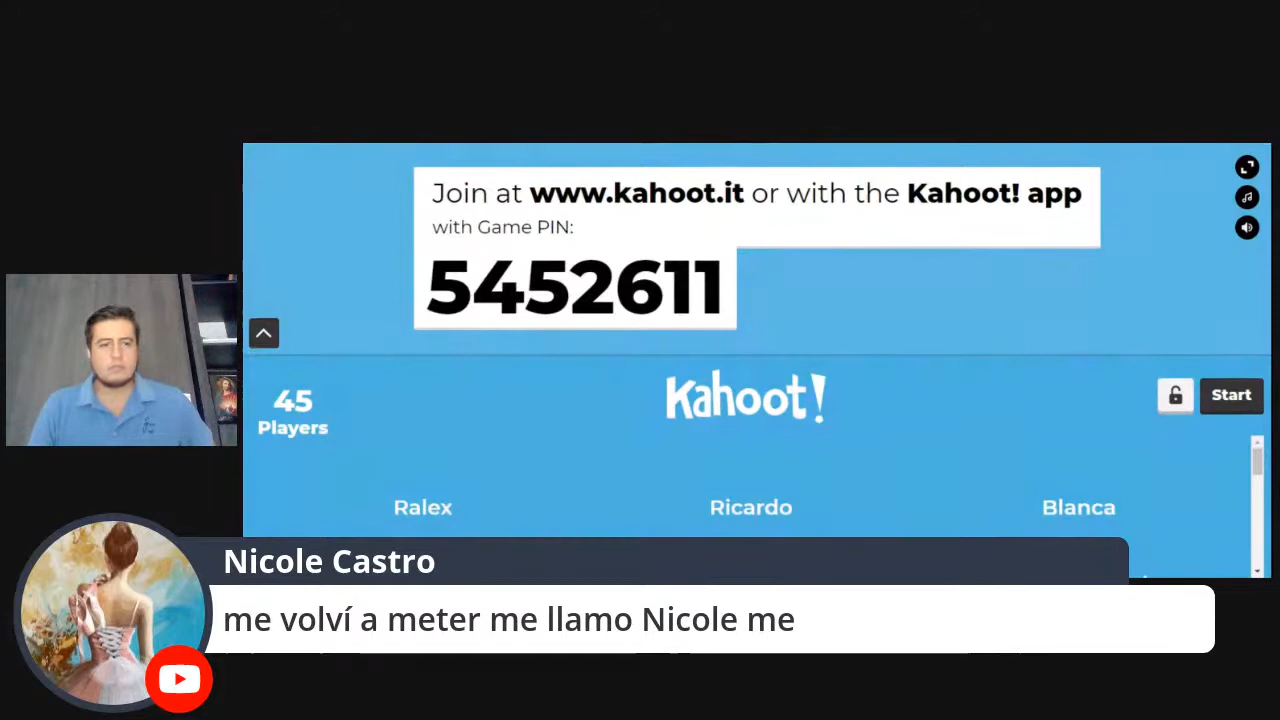 Join at www.kahoot.it or with the Kahoot! app
with Game PIN:
5452611
45
Players
Kahoot!
Start
Ralex
Ricardo
Blanca
Nicole Castro
me volví a meter me llamo Nicole me